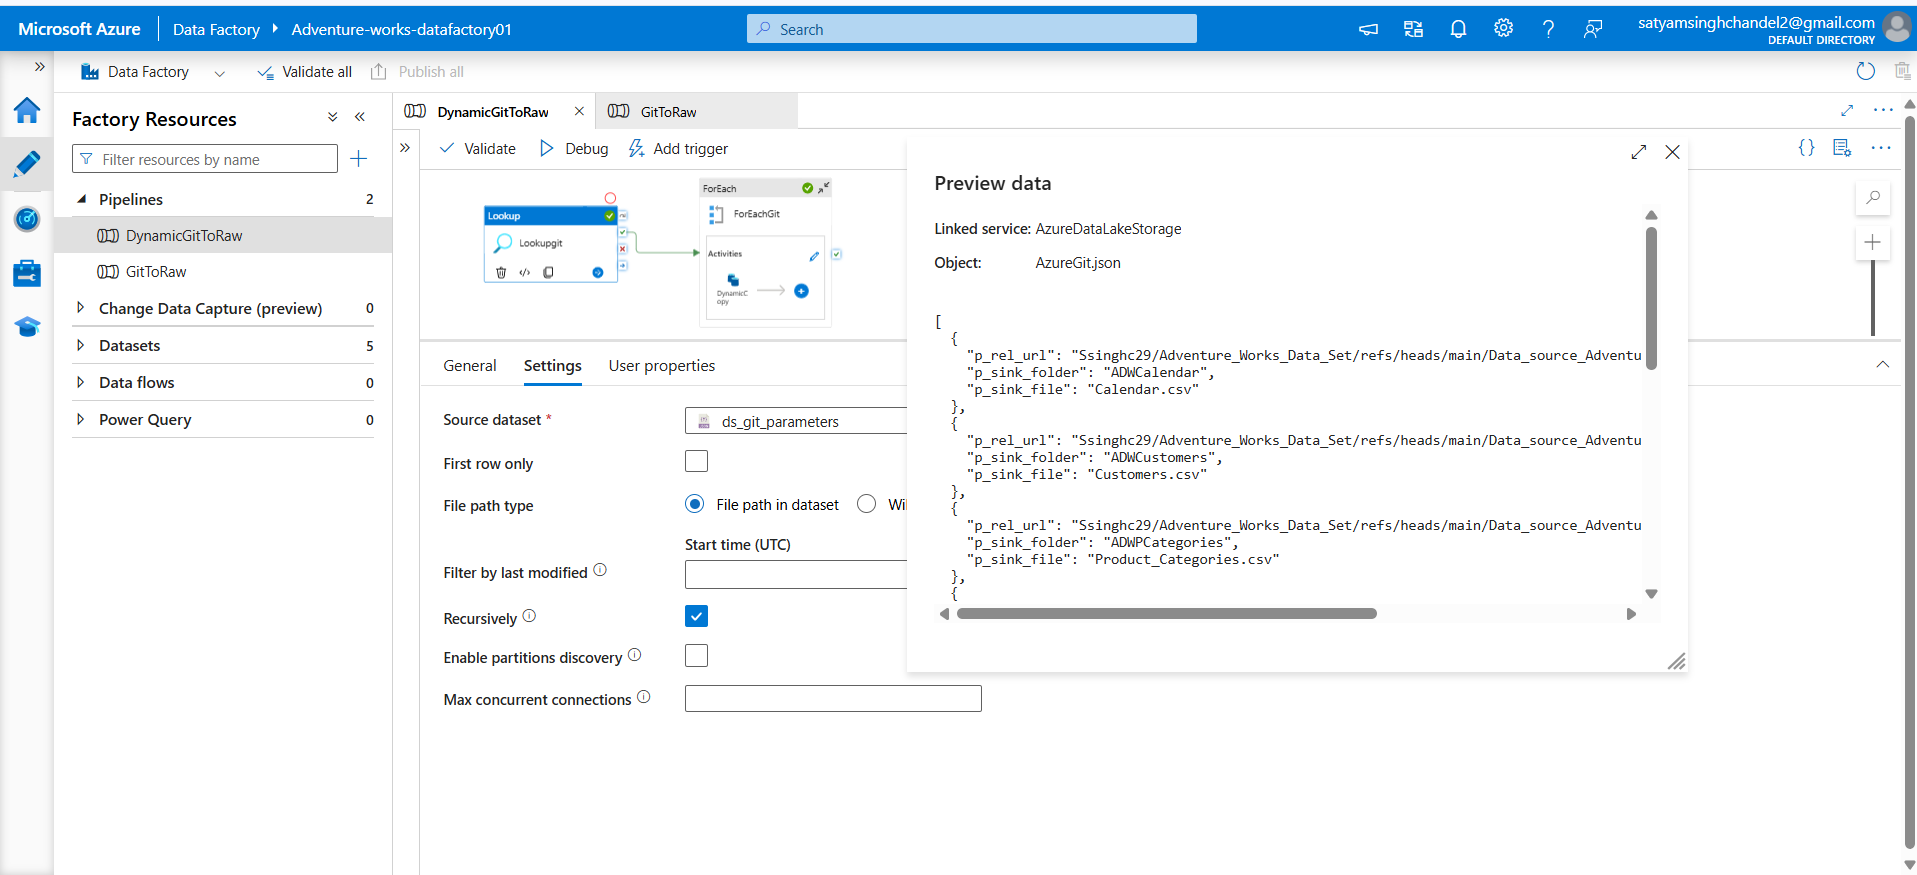 Microsoft Azure
Data Factory
Adventure-works-datafactory01
Search
satyamsinghchandel2@gmail.com
DEFAULT DIRECTORY
Data Factory
Validate all
Publish all
Factory Resources
Filter resources by name
Pipelines 2
DynamicGitToRaw
GitToRaw
Change Data Capture (preview) 0
Datasets 5
Data flows 0
Power Query 0
DynamicGitToRaw
GitToRaw
Validate
Debug
Add trigger
Lookup
Lookupgit
ForEach
ForEachGit
Activities
DynamicC
opy
General
Settings
User properties
Source dataset *
ds_git_parameters
First row only
File path type
File path in dataset
Wi
Start time (UTC)
Filter by last modified
Recursively
Enable partitions discovery
Max concurrent connections
Preview data
Linked service: AzureDataLakeStorage
Object: AzureGit.json
[
{
"p_rel_url": "Ssinghc29/Adventure_Works_Data_Set/refs/heads/main/Data_source_Adventu
"p_sink_folder": "ADWCalendar",
"p_sink_file": "Calendar.csv"
},
{
"p_rel_url": "Ssinghc29/Adventure_Works_Data_Set/refs/heads/main/Data_source_Adventu
"p_sink_folder": "ADWCustomers",
"p_sink_file": "Customers.csv"
},
{
"p_rel_url": "Ssinghc29/Adventure_Works_Data_Set/refs/heads/main/Data_source_Adventu
"p_sink_folder": "ADWPCategories",
"p_sink_file": "Product_Categories.csv"
},
{